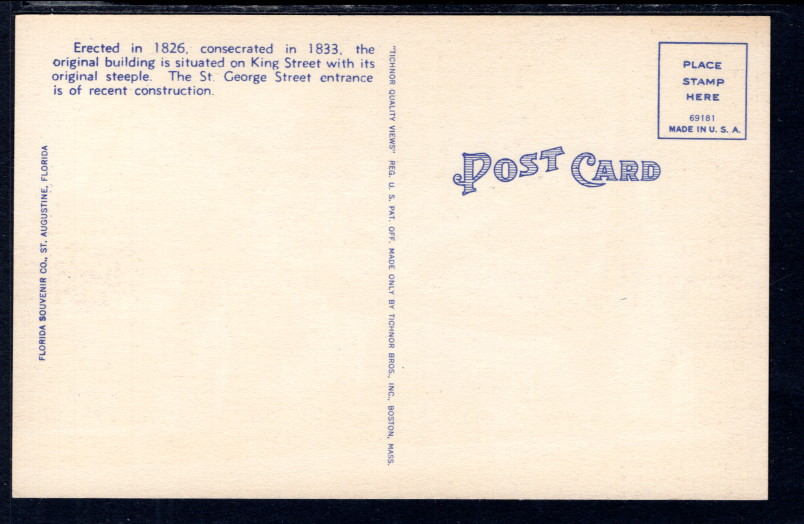 Erected in 1826, consecrated in 1833, the
original building is situated on King Street with its
original steeple. The St. George Street entrance
is of recent construction.
FLORIDA SOUVENIR CO., ST. AUGUSTINE, FLORIDA
"TICHNOR QUALITY VIEWS" REG. U. S. PAT. OFF. MADE ONLY BY TICHNOR BROS., INC., BOSTON, MASS.
POST CARD
PLACE
STAMP
HERE
69181
MADE IN U. S. A.